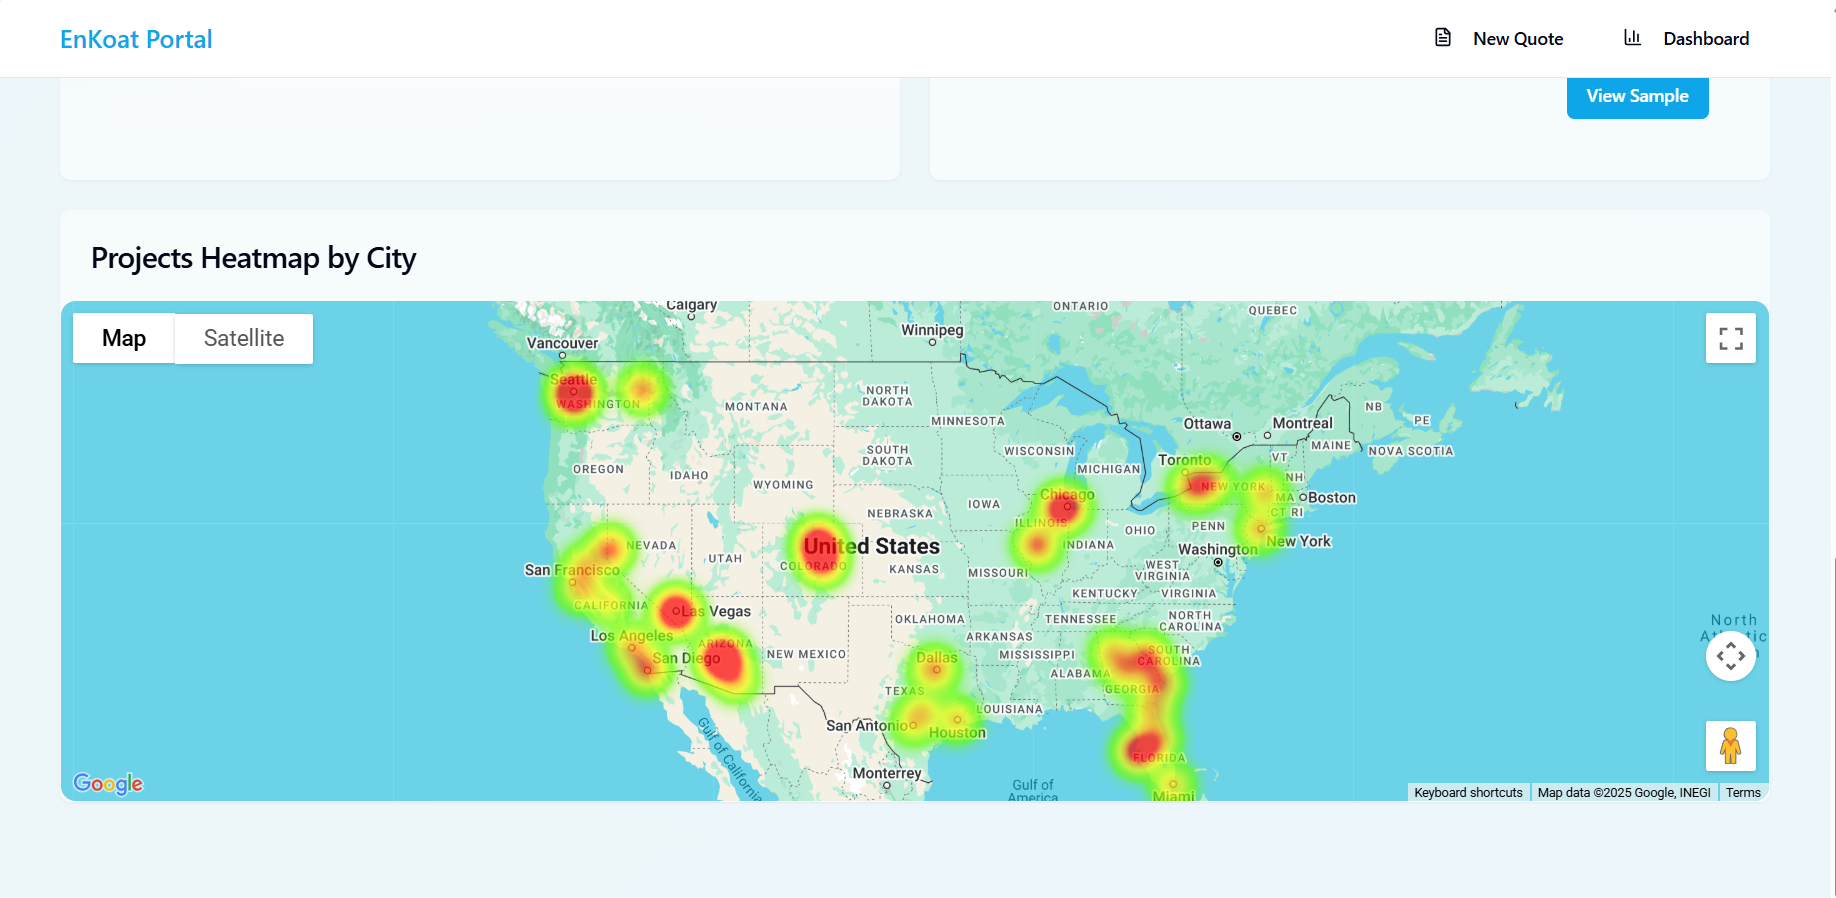 EnKoat Portal
New Quote
Dashboard
View Sample
Projects Heatmap by City
Map
Satellite
Calgary
Vancouver
Winnipeg
ONTARIO
QUEBEC
Seattle
WASHINGTON
MONTANA
NORTH
DAKOTA
MINNESOTA
NB
PE
Ottawa
Montreal
MAINE
NOVA SCOTIA
OREGON
IDAHO
SOUTH
DAKOTA
WISCONSIN
MICHIGAN
Toronto
VT
NH
WYOMING
IOWA
Chicago
NEW YORK
MA
Boston
NEBRASKA
ILLINOIS
CT RI
OHIO
PENN
NEVADA
United States
INDIANA
New York
Washington
UTAH
COLORADO
KANSAS
MISSOURI
WEST
VIRGINIA
San Francisco
CALIFORNIA
KENTUCKY
VIRGINIA
Las Vegas
OKLAHOMA
TENNESSEE
NORTH
CAROLINA
Los Angeles
ARIZONA
NEW MEXICO
ARKANSAS
MISSISSIPPI
SOUTH
CAROLINA
San Diego
Dallas
ALABAMA
GEORGIA
TEXAS
LOUISIANA
San Antonio
Houston
Gulf of California
FLORIDA
Monterrey
Gulf of
America
Miami
North
Atlantic
Google
Keyboard shortcuts
Map data ©2025 Google, INEGI
Terms